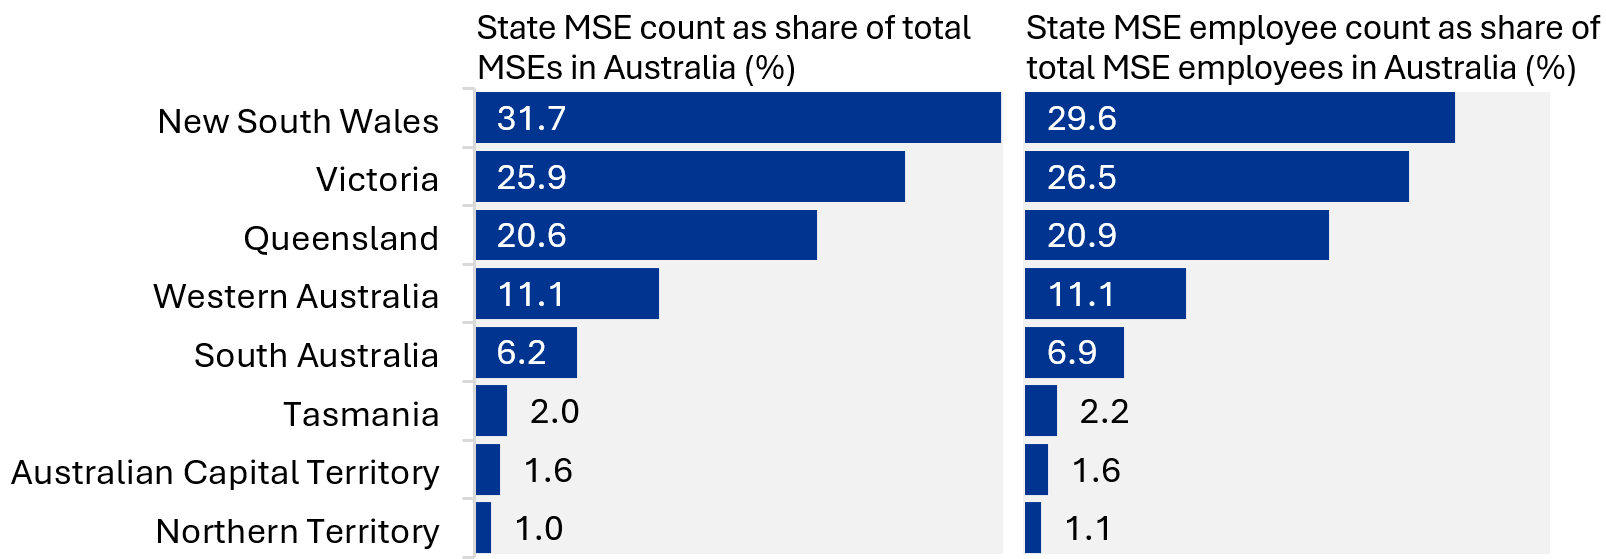 State MSE count as share of total
MSEs in Australia (%)
State MSE employee count as share of
total MSE employees in Australia (%)
New South Wales 31.7 29.6
Victoria 25.9 26.5
Queensland 20.6 20.9
Western Australia 11.1 11.1
South Australia 6.2 6.9
Tasmania 2.0 2.2
Australian Capital Territory 1.6 1.6
Northern Territory 1.0 1.1